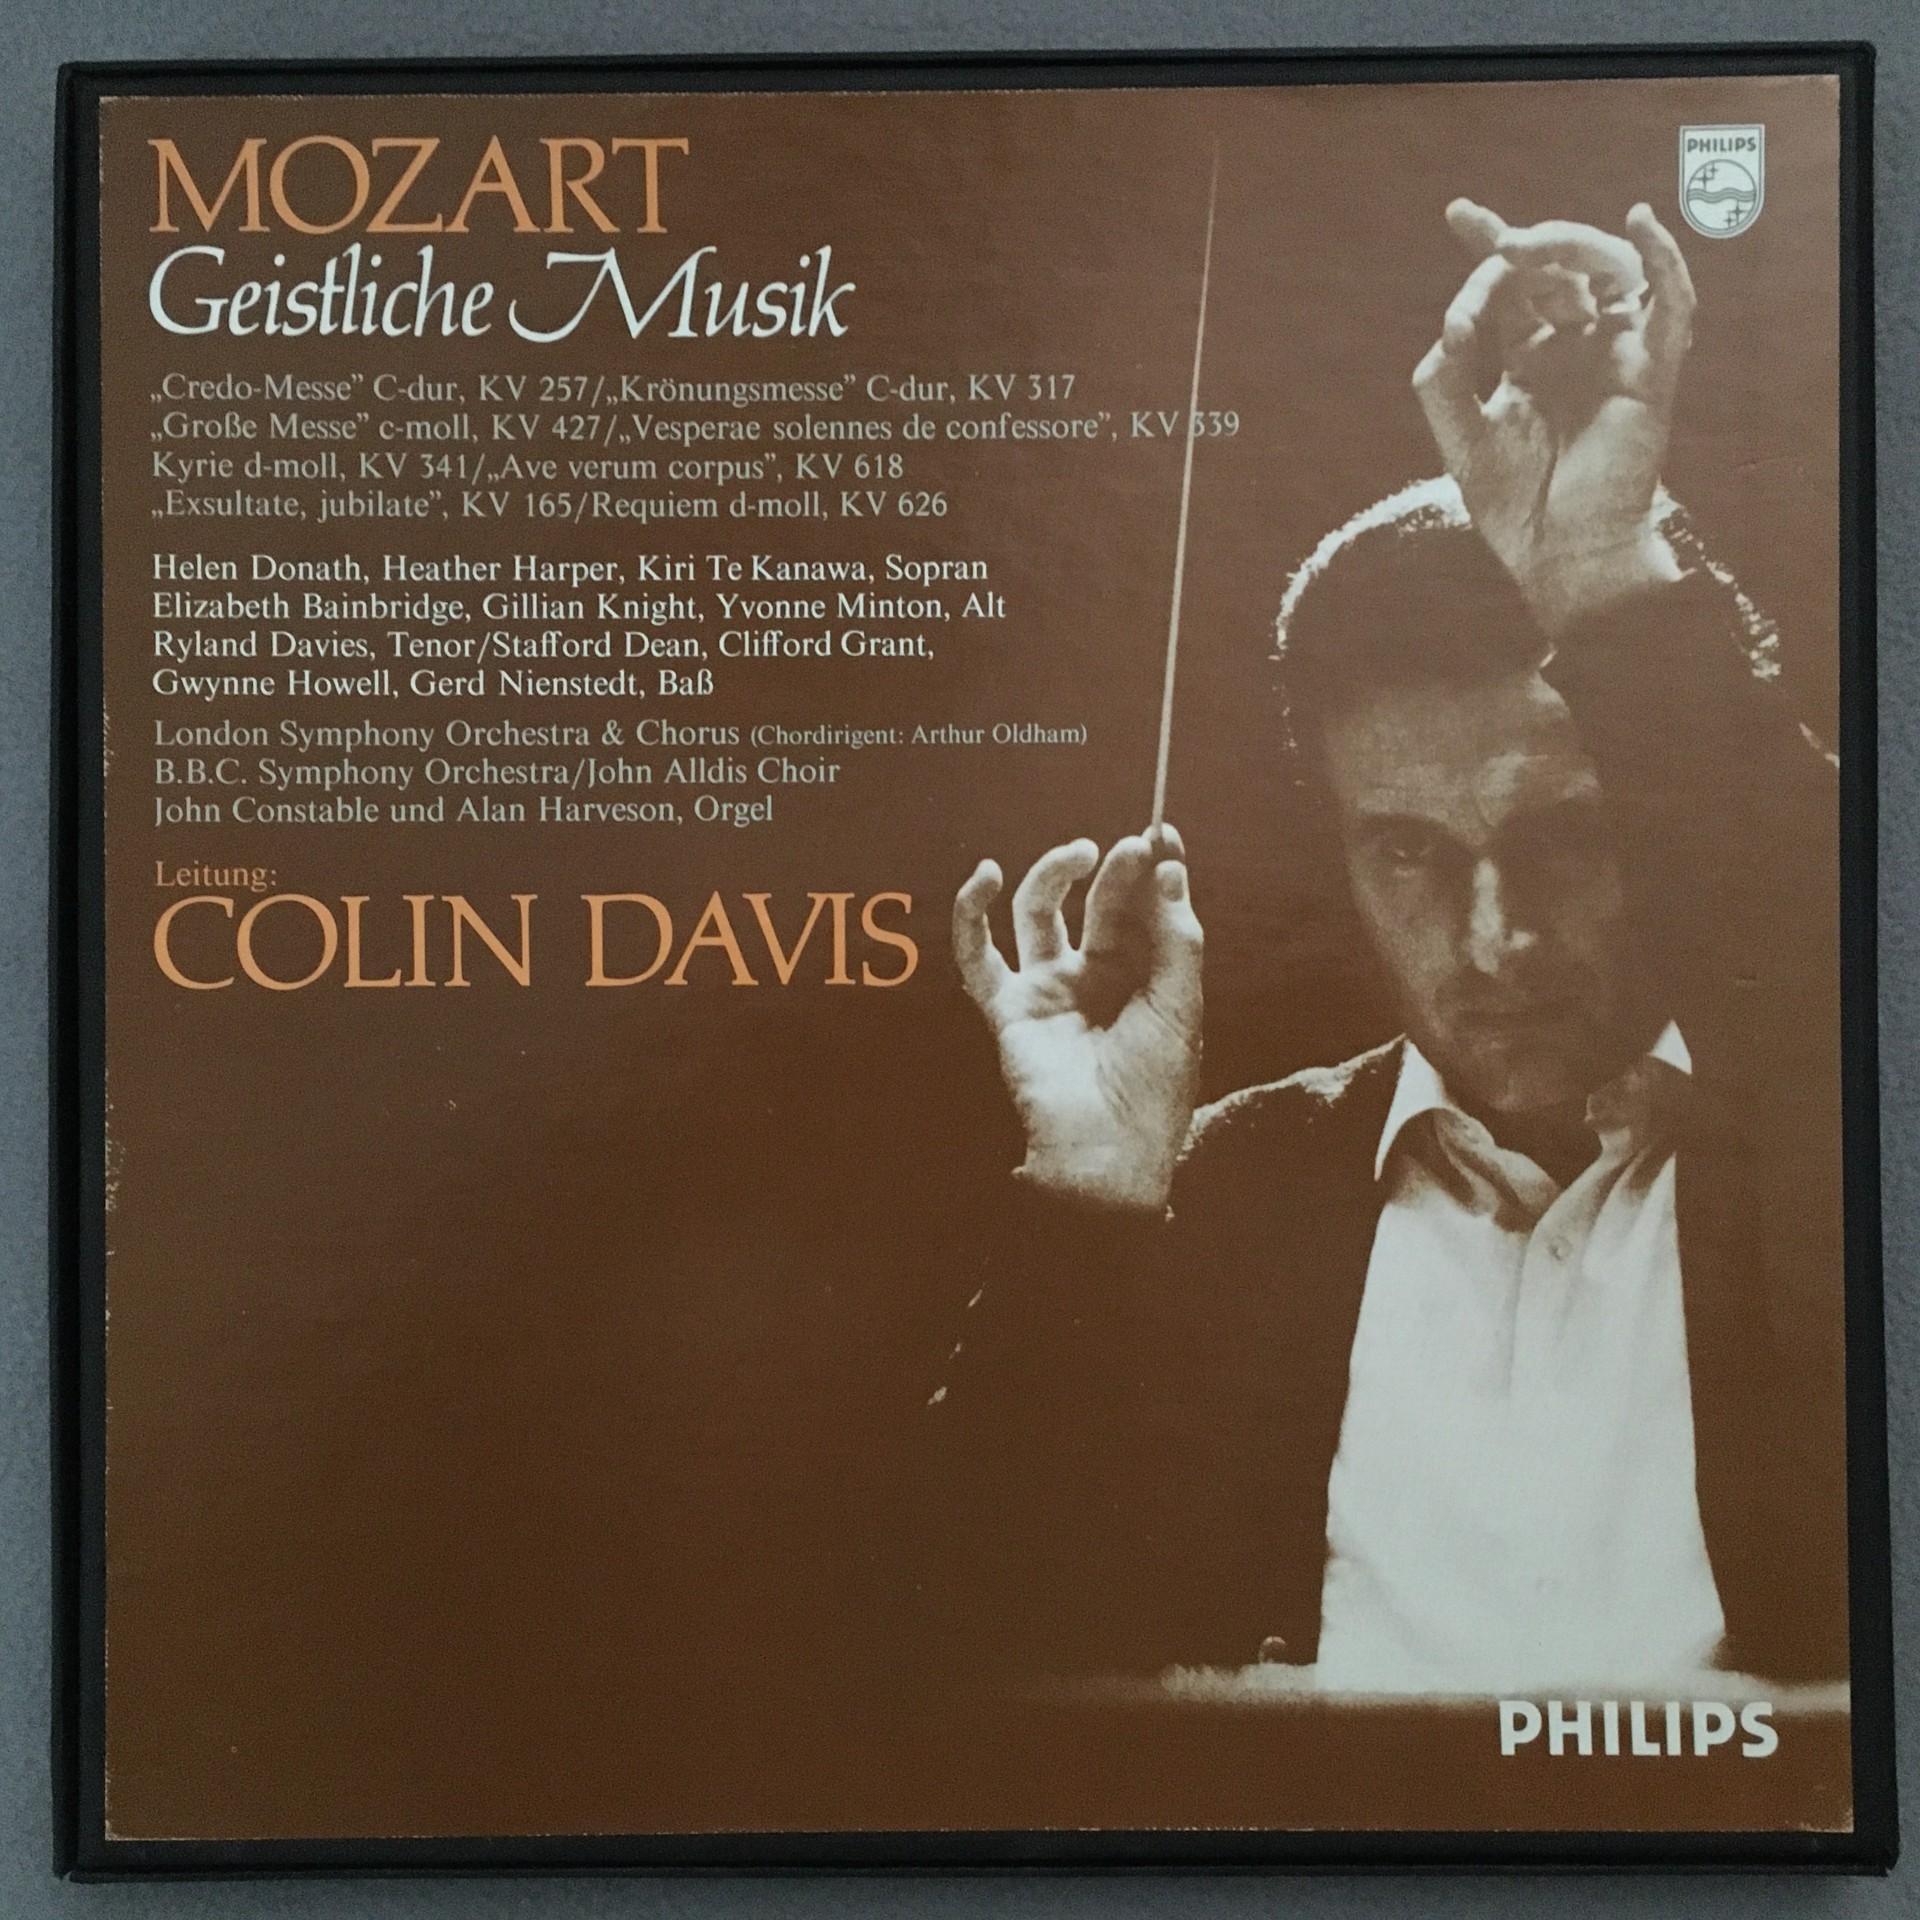 MOZART
Geistliche Musik
„Credo-Messe” C-dur, KV 257/„Krönungsmesse” C-dur, KV 317
„Große Messe” c-moll, KV 427/„Vesperae solennes de confessore”, KV 339
Kyrie d-moll, KV 341/„Ave verum corpus”, KV 618
„Exsultate, jubilate”, KV 165/Requiem d-moll, KV 626
Helen Donath, Heather Harper, Kiri Te Kanawa, Sopran
Elizabeth Bainbridge, Gillian Knight, Yvonne Minton, Alt
Ryland Davies, Tenor/Stafford Dean, Clifford Grant,
Gwynne Howell, Gerd Nienstedt, Baß
London Symphony Orchestra & Chorus (Chordirigent: Arthur Oldham)
B.B.C. Symphony Orchestra/John Alldis Choir
John Constable und Alan Harveson, Orgel
Leitung:
COLIN DAVIS
PHILIPS
PHILIPS